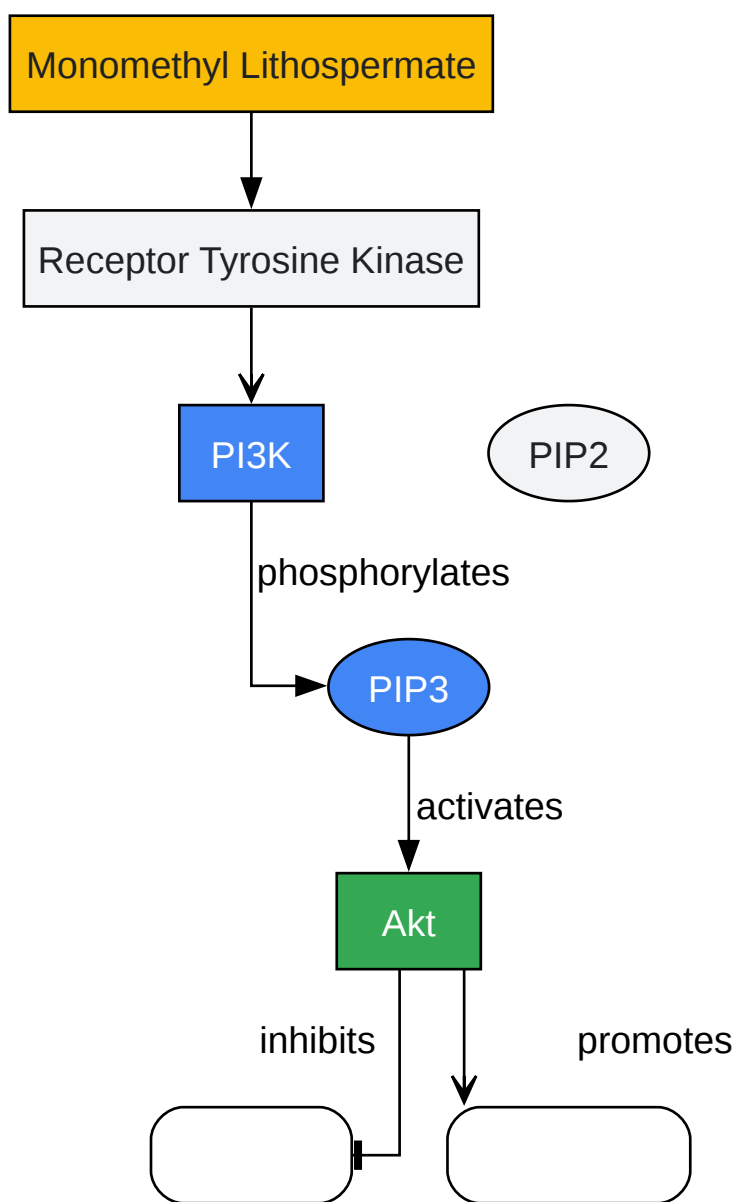 Monomethyl Lithospermate
Receptor Tyrosine Kinase
PI3K
PIP2
phosphorylates
PIP3
activates
Akt
inhibits
promotes